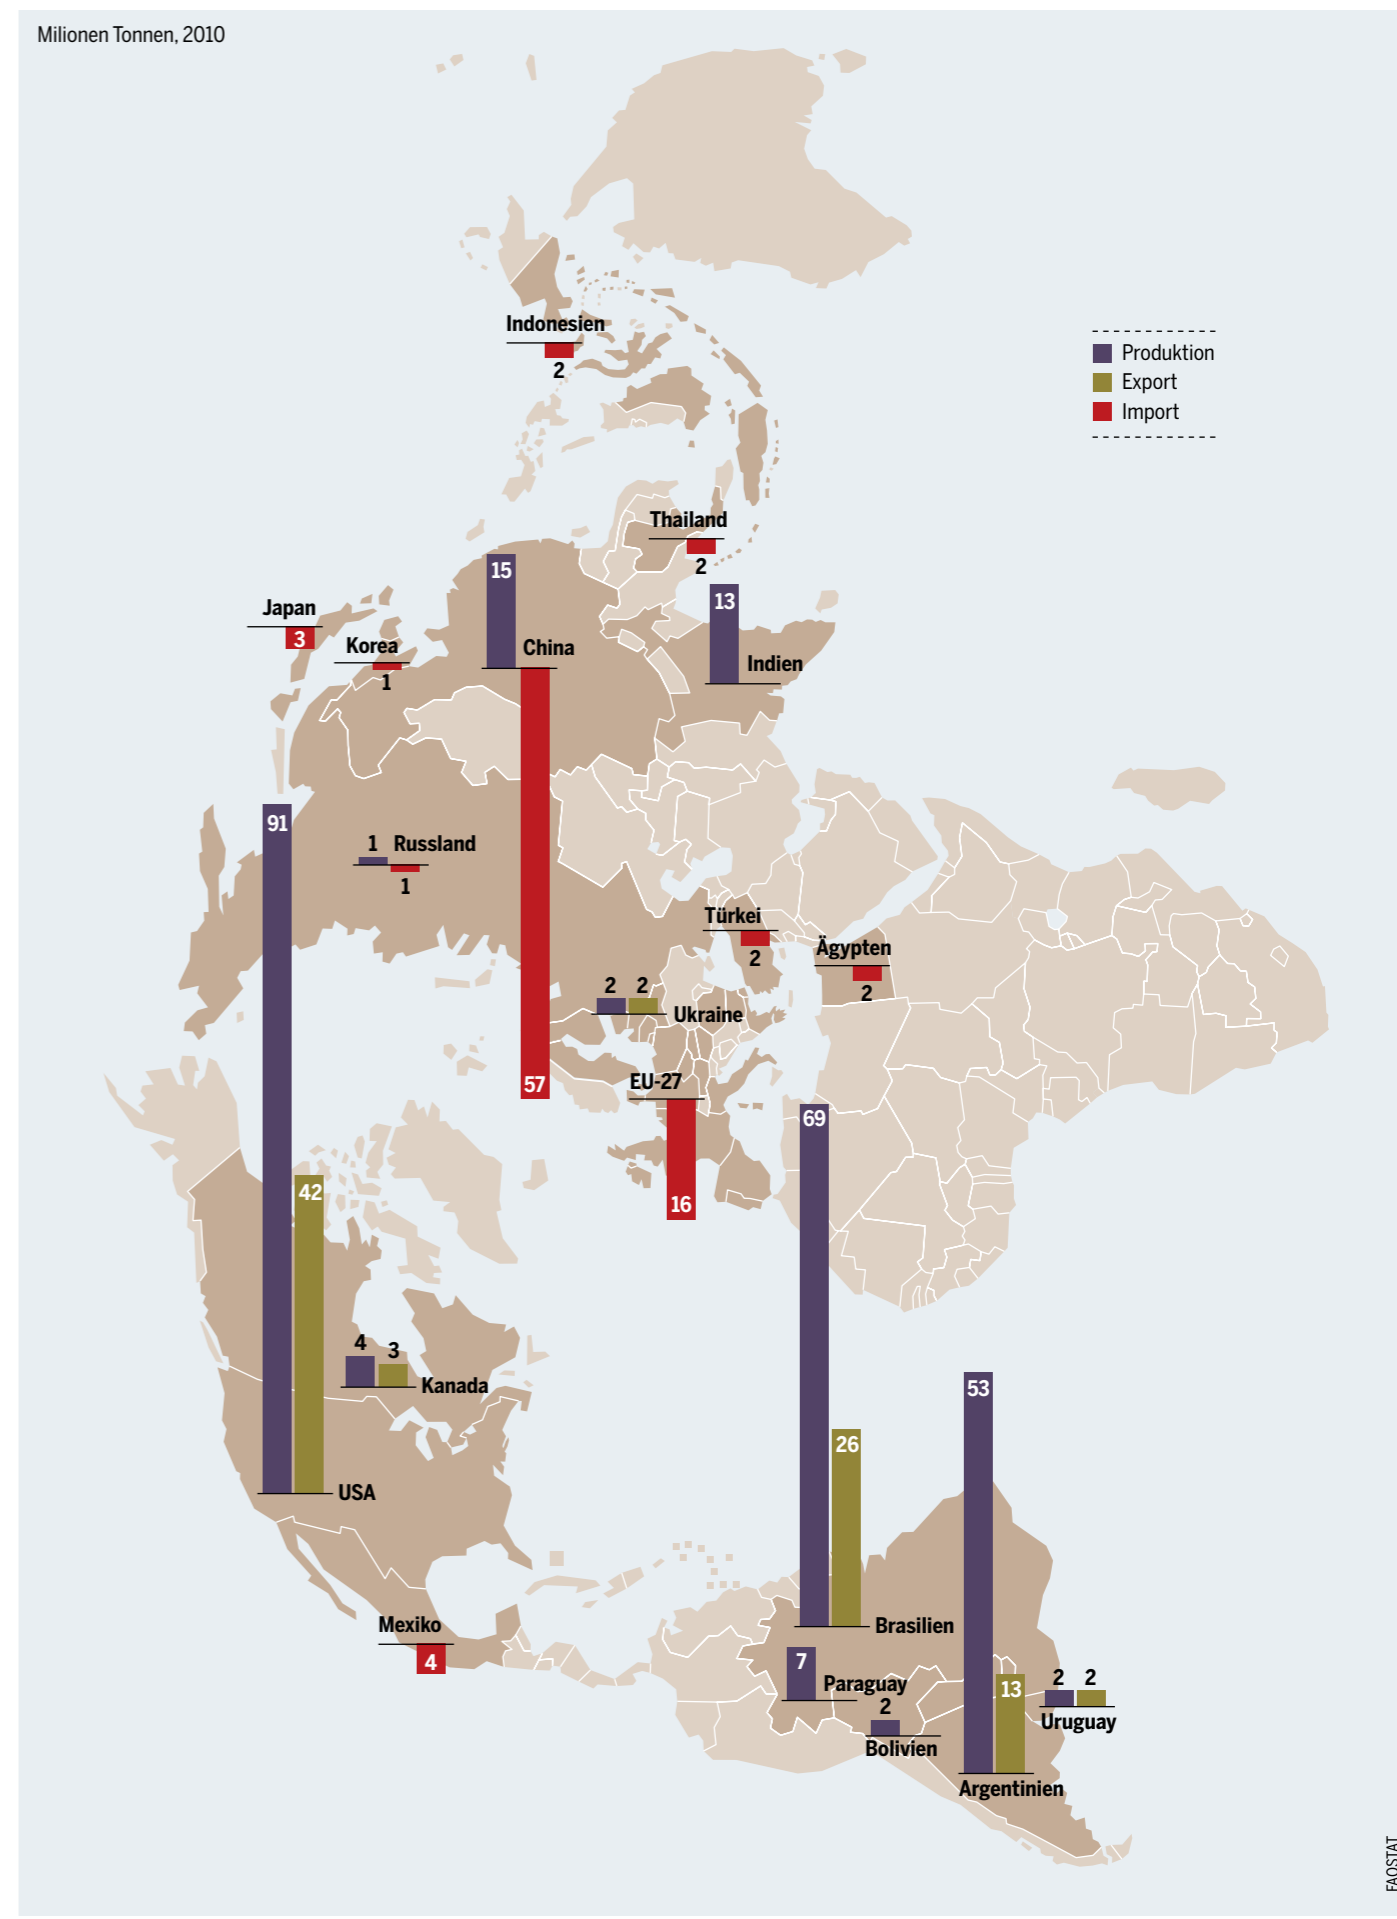 Milionen Tonnen, 2010
Indonesien
2
Produktion
Export
Import
Thailand
2
15
China
57
13
Indien
Japan
3
Korea
1
91
42
USA
1 Russland
1
Türkei
2
Ägypten
2
2 2
Ukraine
EU-27
16
69
26
Brasilien
4 3
Kanada
53
13
Argentinien
Mexiko
4
7
Paraguay
2
Bolivien
2 2
Uruguay
FAOSTAT